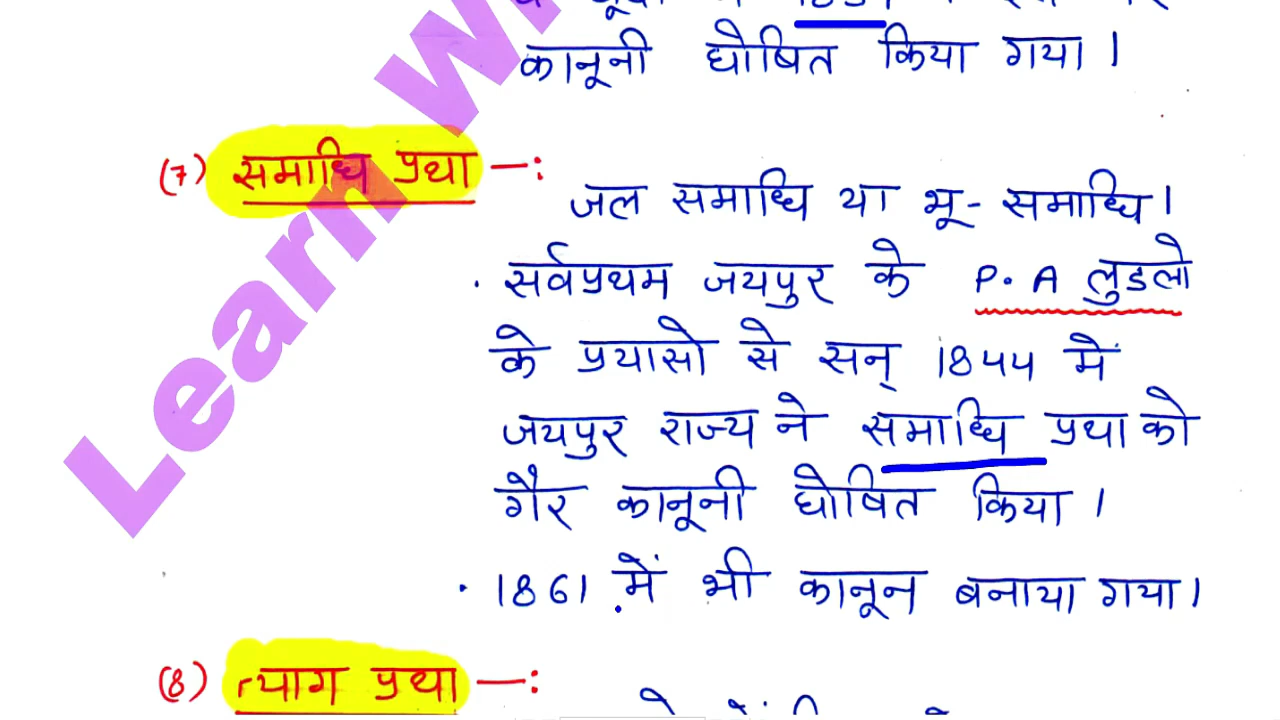 कानूनी घोषित किया गया ।
(7) समाधि प्रथा —:
जल समाधि या भू- समाधि ।
· सर्वप्रथम जयपुर के P. A लुडलो
के प्रयासो से सन् 1844 में
जयपुर राज्य ने समाधि प्रथा को
गैर कानूनी घोषित किया ।
· 1861 में भी कानून बनाया गया ।
(8) त्याग प्रथा —:
Learn